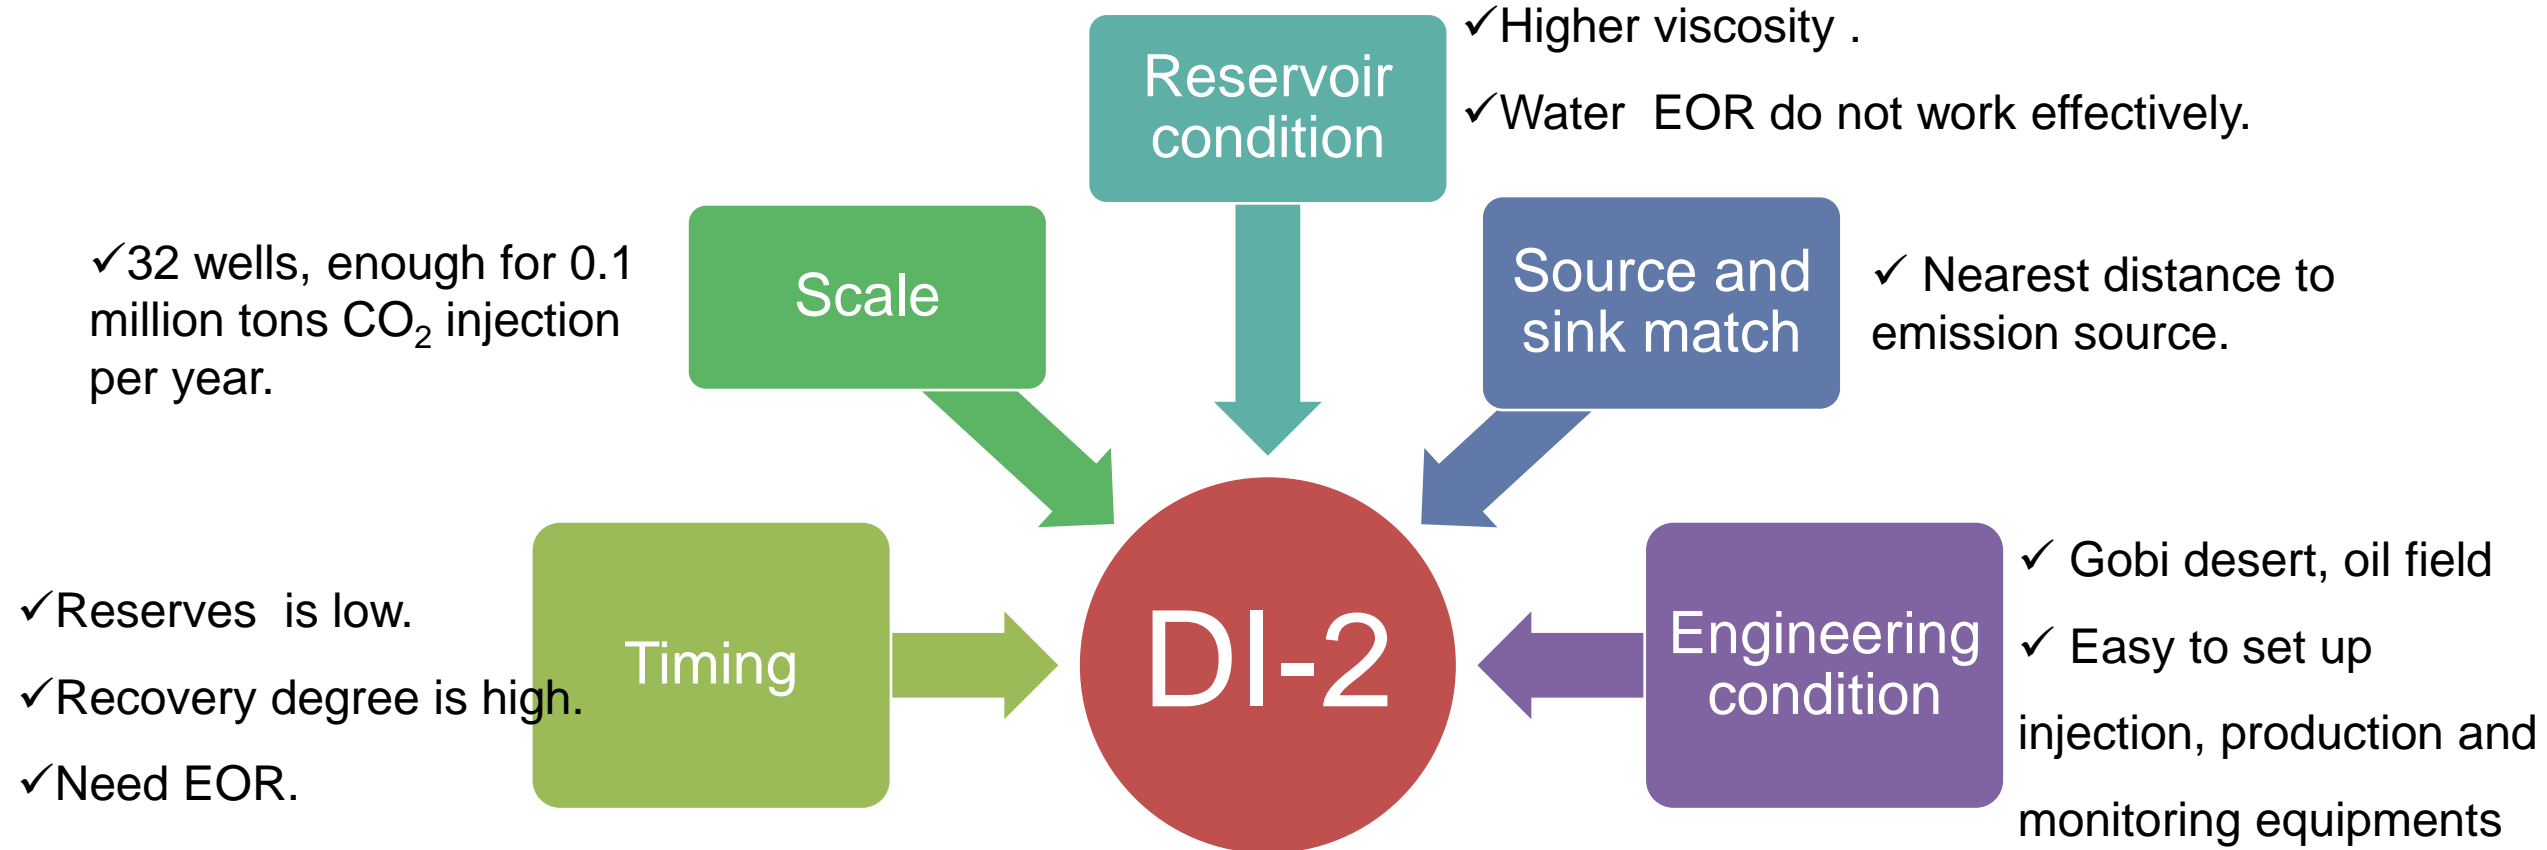 Reservoir
condition
✓Higher viscosity .
✓Water EOR do not work effectively.
✓32 wells, enough for 0.1
million tons CO₂ injection
per year.
Scale
Source and
sink match
✓ Nearest distance to
emission source.
✓Reserves is low.
✓Recovery degree is high.
✓Need EOR.
Timing
DI-2
Engineering
condition
✓ Gobi desert, oil field
✓ Easy to set up
injection, production and
monitoring equipments